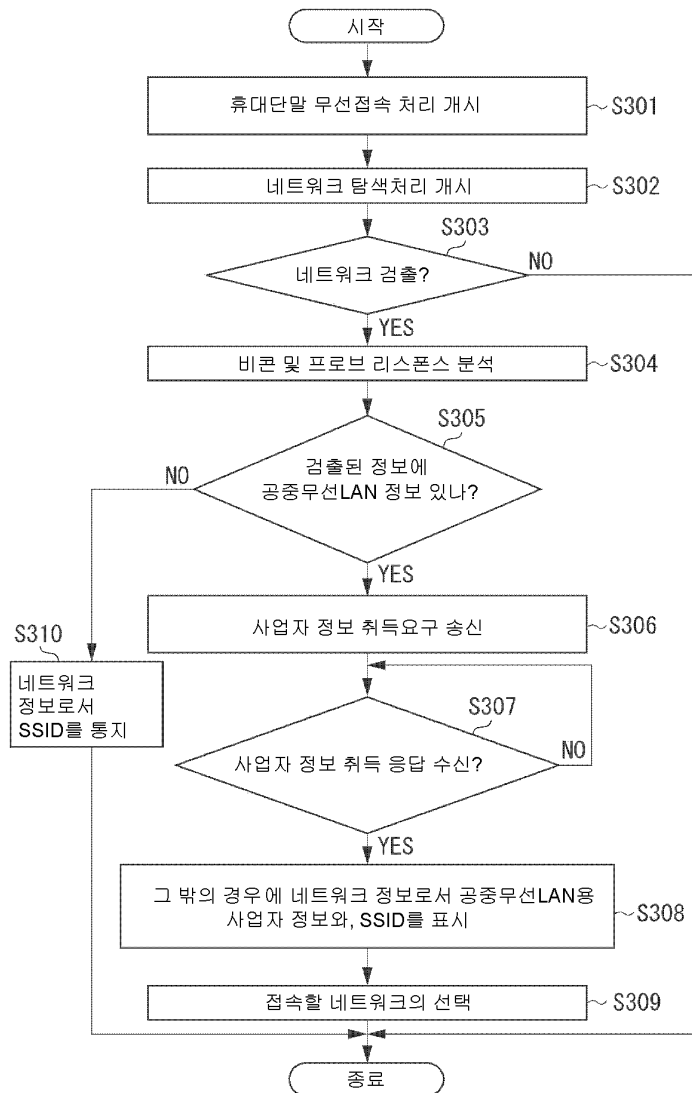 시작
휴대단말 무선접속 처리 개시
S301
네트워크 탐색처리 개시
S302
S303
네트워크 검출?
NO
YES
비콘 및 프로브 리스폰스 분석
S304
S305
검출된 정보에
공중무선LAN 정보 있나?
NO
YES
사업자 정보 취득요구 송신
S306
S310
네트워크
정보로서
SSID를 통지
S307
사업자 정보 취득 응답 수신?
NO
YES
그 밖의 경우에 네트워크 정보로서 공중무선LAN용
사업자 정보와, SSID를 표시
S308
접속할 네트워크의 선택
S309
종료